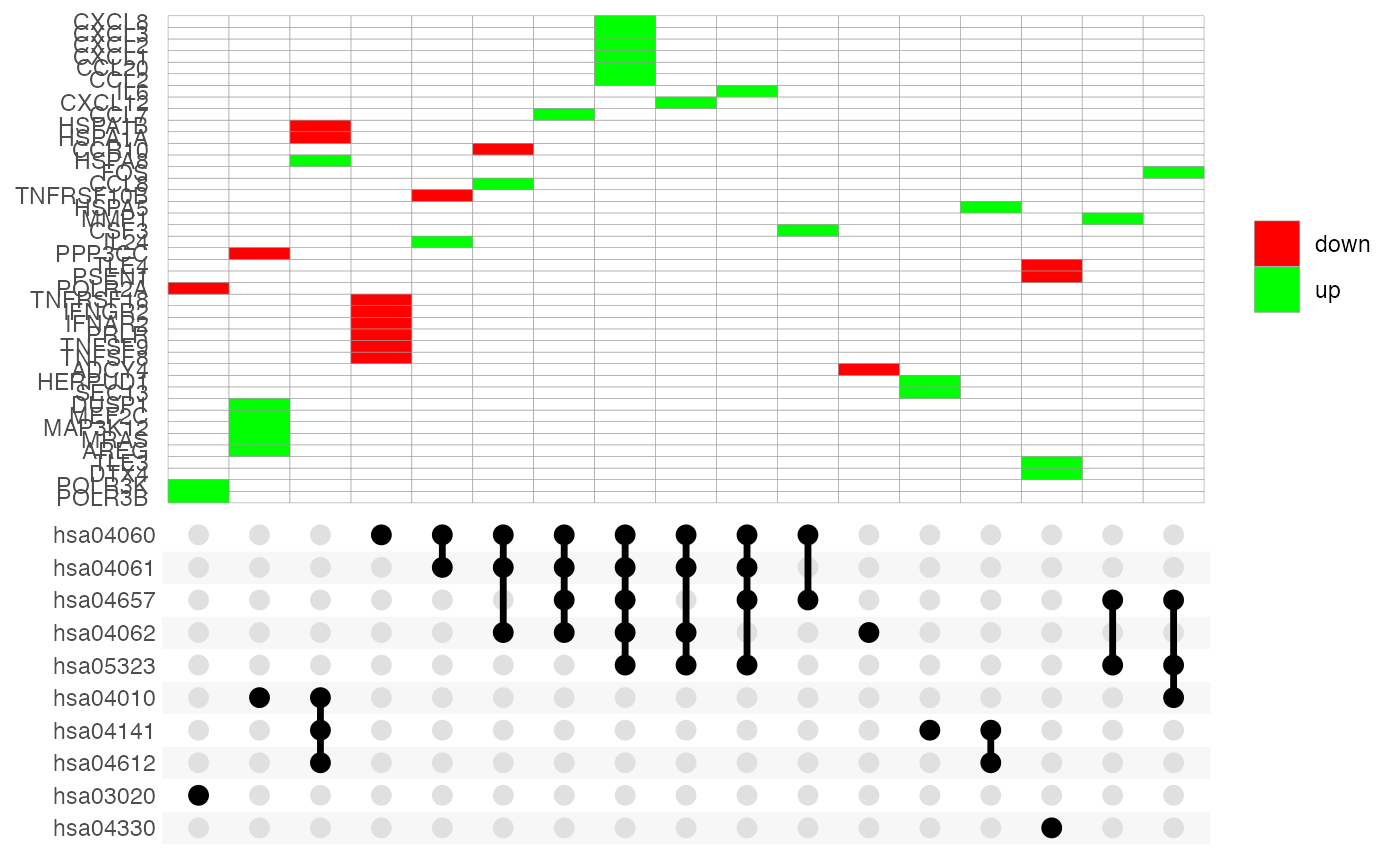 CXCL8
CXCL3
CXCL2
CXCL1
CCL20
CCL2
IL6
CXCL12
CCL7
HSPA1B
HSPA1A
CCR10
HSPA8
FOS
CCL8
TNFRSF10B
HSPA5
MMP1
CSF3
IL24
PPP3CC
TLE4
PSEN1
POLR2A
TNFRSF18
IFNGR2
IFNAR2
PRLR
TNFSF9
TNFSF8
ADCY4
HERPUD1
SEC13
DUSP1
MEF2C
MAP3K12
MRAS
AREG
TLE3
DTX4
POLR3K
POLR3B
down
up
hsa04060
hsa04061
hsa04657
hsa04062
hsa05323
hsa04010
hsa04141
hsa04612
hsa03020
hsa04330